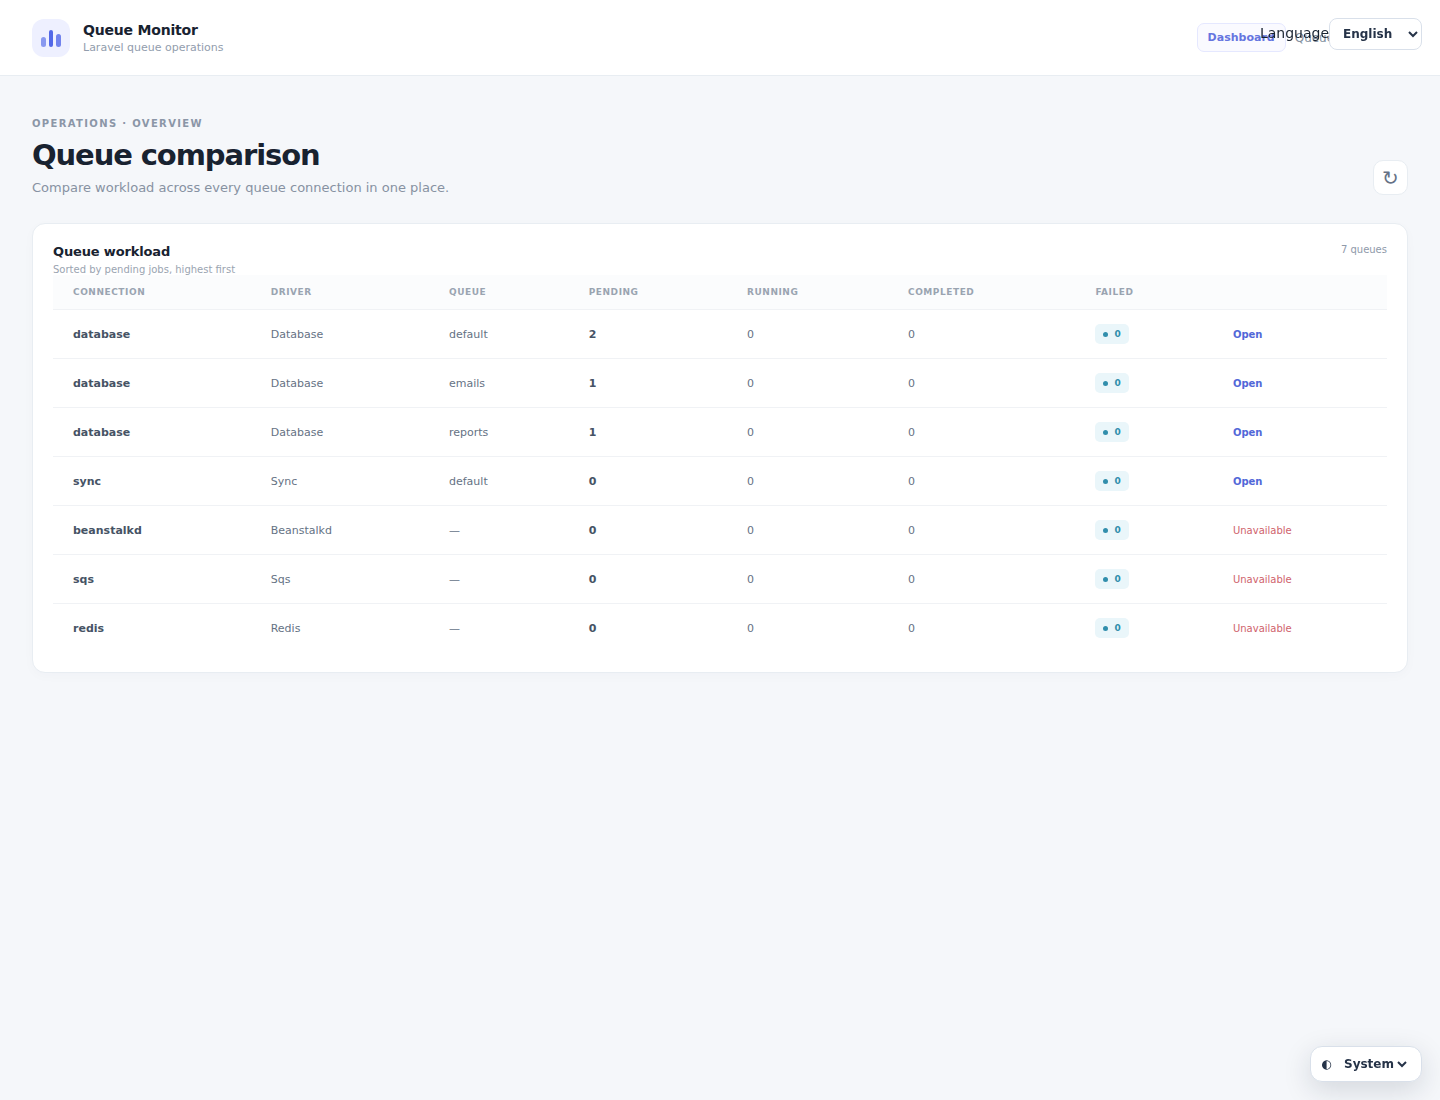 Queue Monitor
Laravel queue operations
Dashboard
Language
English
OPERATIONS · OVERVIEW
Queue comparison
Compare workload across every queue connection in one place.
Queue workload
7 queues
Sorted by pending jobs, highest first
CONNECTION DRIVER QUEUE PENDING RUNNING COMPLETED FAILED
database Database default 2 0 0 0 Open
database Database emails 1 0 0 0 Open
database Database reports 1 0 0 0 Open
sync Sync default 0 0 0 0 Open
beanstalkd Beanstalkd — 0 0 0 0 Unavailable
sqs Sqs — 0 0 0 0 Unavailable
redis Redis — 0 0 0 0 Unavailable
System